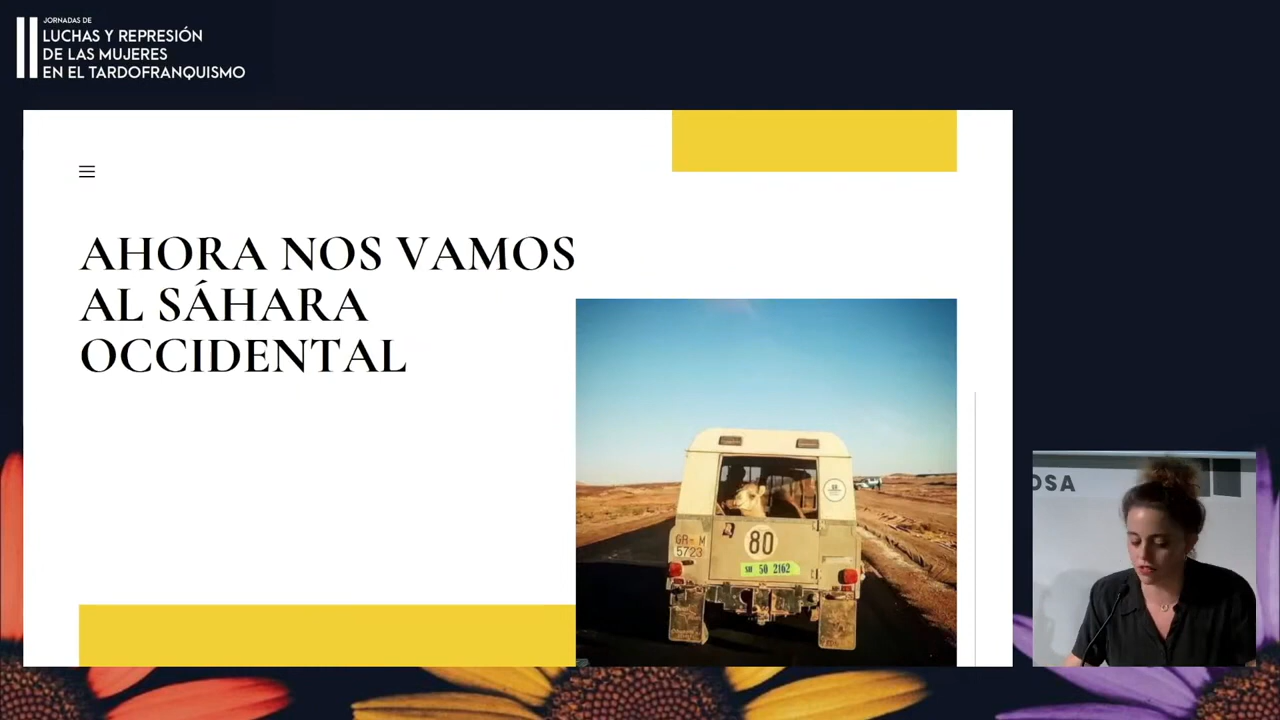 JORNADAS DE
LUCHAS Y REPRESIÓN
DE LAS MUJERES
EN EL TARDOFRANQUISMO
AHORA NOS VAMOS
AL SÁHARA
OCCIDENTAL
80
GR-M
5723
SH 50 2162
OSA